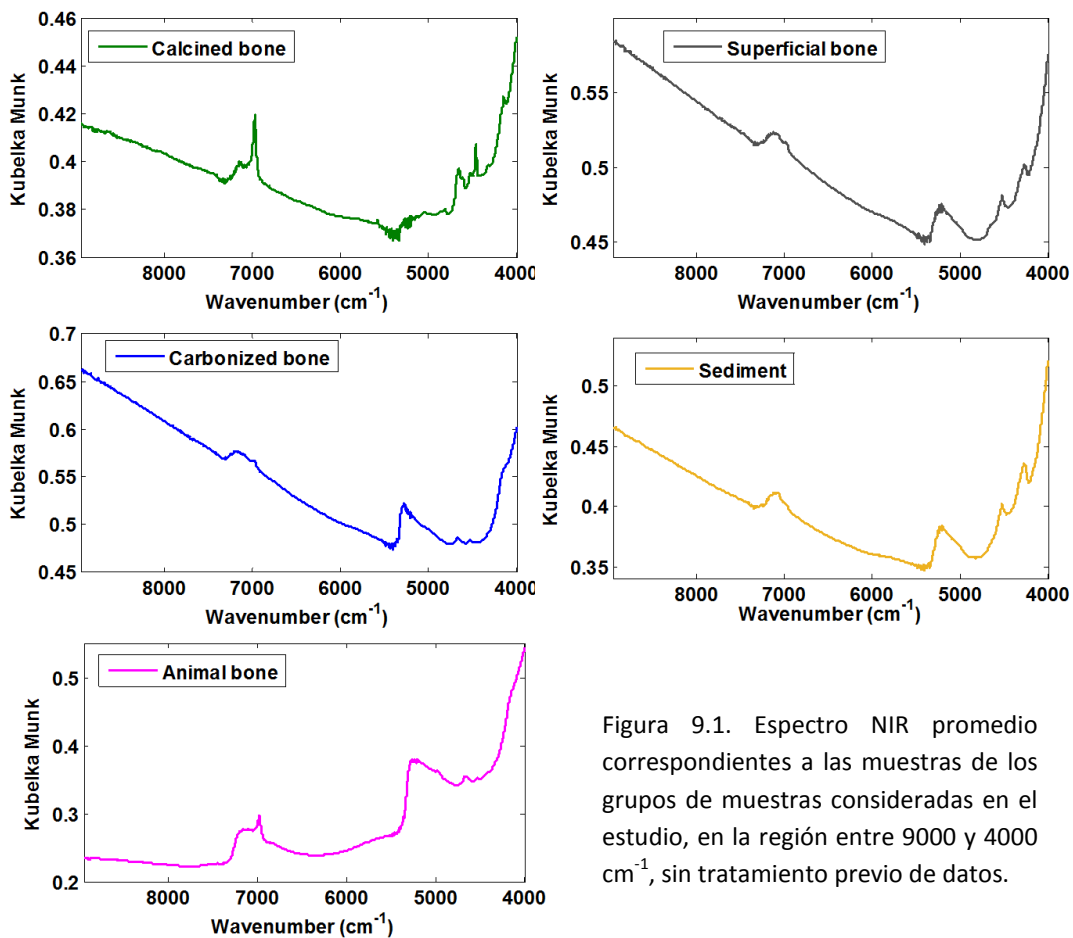 0.46
0.44
0.42
0.4
0.38
0.36
Kubelka Munk
Calcined bone
8000 7000 6000 5000 4000
Wavenumber (cm⁻¹)
0.55
0.5
0.45
Kubelka Munk
Superficial bone
8000 7000 6000 5000 4000
Wavenumber (cm⁻¹)
0.7
0.65
0.6
0.55
0.5
0.45
Kubelka Munk
Carbonized bone
8000 7000 6000 5000 4000
Wavenumber (cm⁻¹)
0.5
0.45
0.4
0.35
Kubelka Munk
Sediment
8000 7000 6000 5000 4000
Wavenumber (cm⁻¹)
0.5
0.4
0.3
0.2
Kubelka Munk
Animal bone
8000 7000 6000 5000 4000
Wavenumber (cm⁻¹)
Figura 9.1. Espectro NIR promedio
correspondientes a las muestras de los
grupos de muestras consideradas en el
estudio, en la región entre 9000 y 4000
cm⁻¹, sin tratamiento previo de datos.